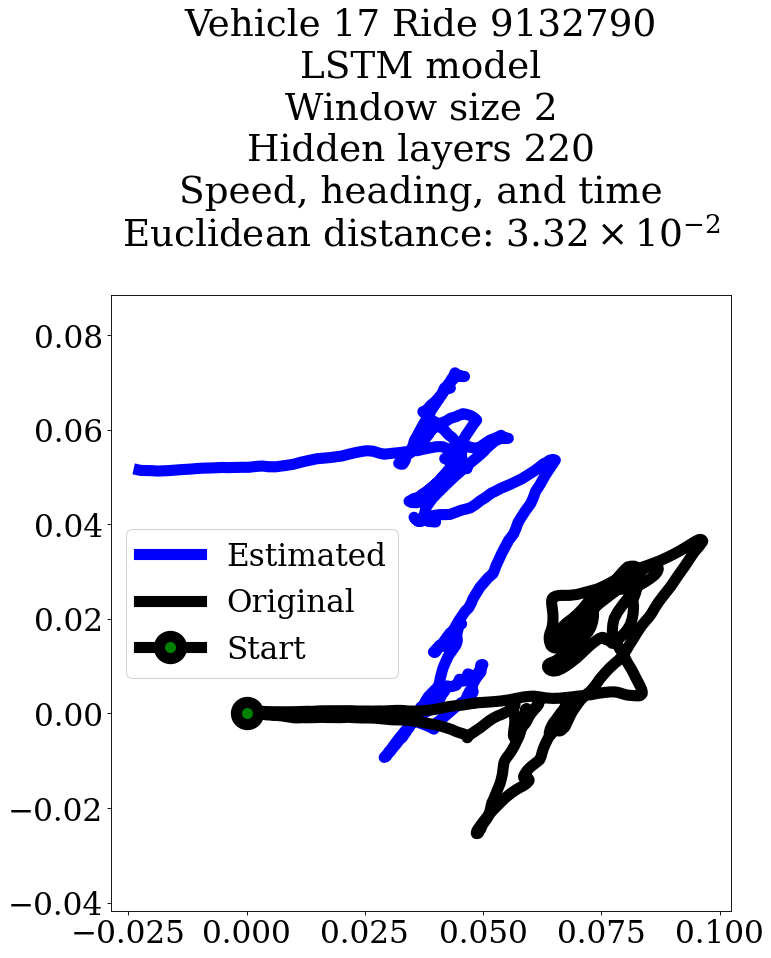 Vehicle 17 Ride 9132790
LSTM model
Window size 2
Hidden layers 220
Speed, heading, and time
Euclidean distance: 3.32 × 10⁻²
0.08
0.06
0.04
0.02
0.00
−0.02
−0.04
Estimated
Original
Start
−0.025 0.000 0.025 0.050 0.075 0.100